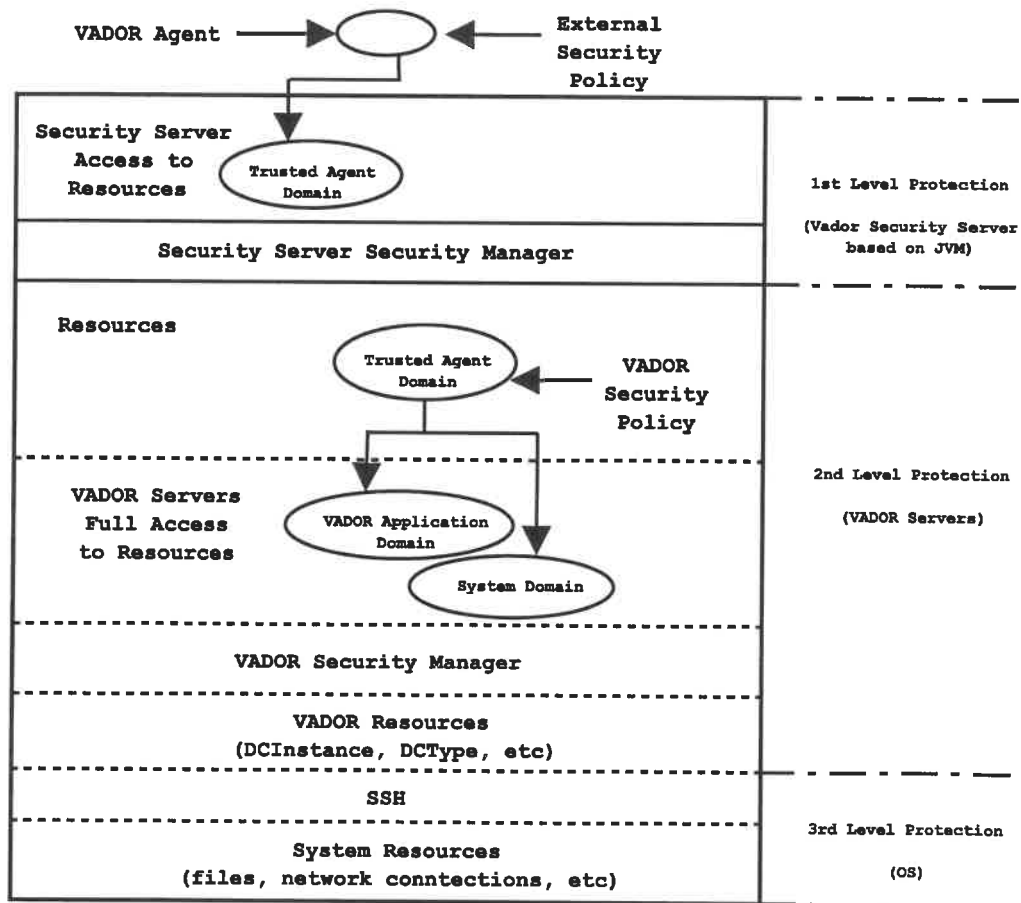 VADOR Agent
External
Security
Policy
Security Server
Access to
Resources
Trusted Agent
Domain
1st Level Protection
(Vador Security Server
based on JVM)
Security Server Security Manager
Resources
Trusted Agent
Domain
VADOR
Security
Policy
VADOR Servers
Full Access
to Resources
VADOR Application
Domain
System Domain
2nd Level Protection
(VADOR Servers)
VADOR Security Manager
VADOR Resources
(DCInstance, DCType, etc)
SSH
System Resources
(files, network conntections, etc)
3rd Level Protection
(OS)